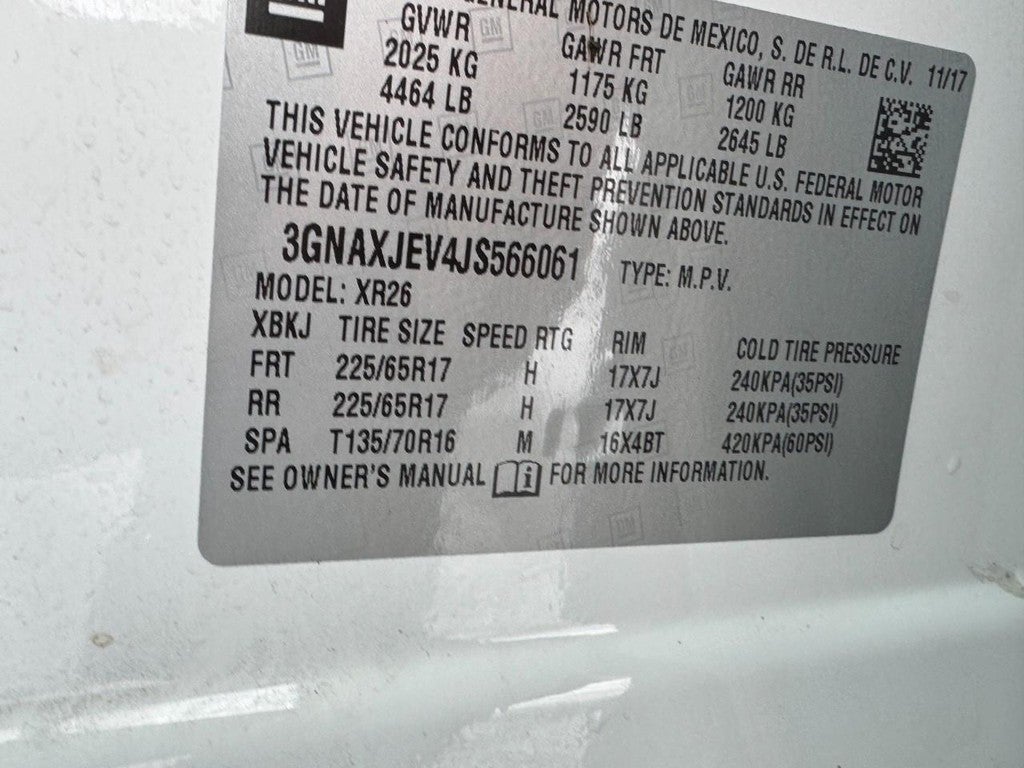 GM
GENERAL MOTORS DE MEXICO, S. DE R.L. DE C.V. 11/17
GVWR GAWR FRT GAWR RR
2025 KG 1175 KG 1200 KG
4464 LB 2590 LB 2645 LB
THIS VEHICLE CONFORMS TO ALL APPLICABLE U.S. FEDERAL MOTOR
VEHICLE SAFETY AND THEFT PREVENTION STANDARDS IN EFFECT ON
THE DATE OF MANUFACTURE SHOWN ABOVE.
3GNAXJEV4JS566061 TYPE: M.P.V.
MODEL: XR26
XBKJ TIRE SIZE SPEED RTG RIM COLD TIRE PRESSURE
FRT 225/65R17 H 17X7J 240KPA(35PSI)
RR 225/65R17 H 17X7J 240KPA(35PSI)
SPA T135/70R16 M 16X4BT 420KPA(60PSI)
SEE OWNER'S MANUAL i FOR MORE INFORMATION.